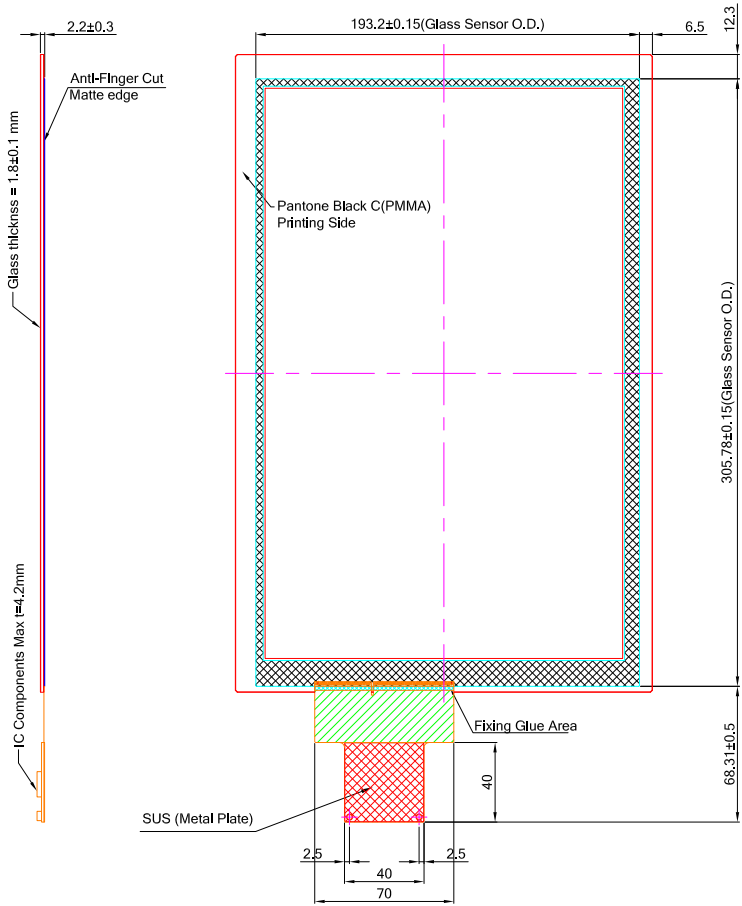 2.2±0.3
193.2±0.15(Glass Sensor O.D.)
6.5
12.3
Anti-Finger Cut
Matte edge
Glass thicknss = 1.8±0.1 mm
Pantone Black C(PMMA)
Printing Side
305.78±0.15(Glass Sensor O.D.)
IC Components Max t=4.2mm
Fixing Glue Area
68.31±0.5
40
SUS (Metal Plate)
2.5
2.5
40
70